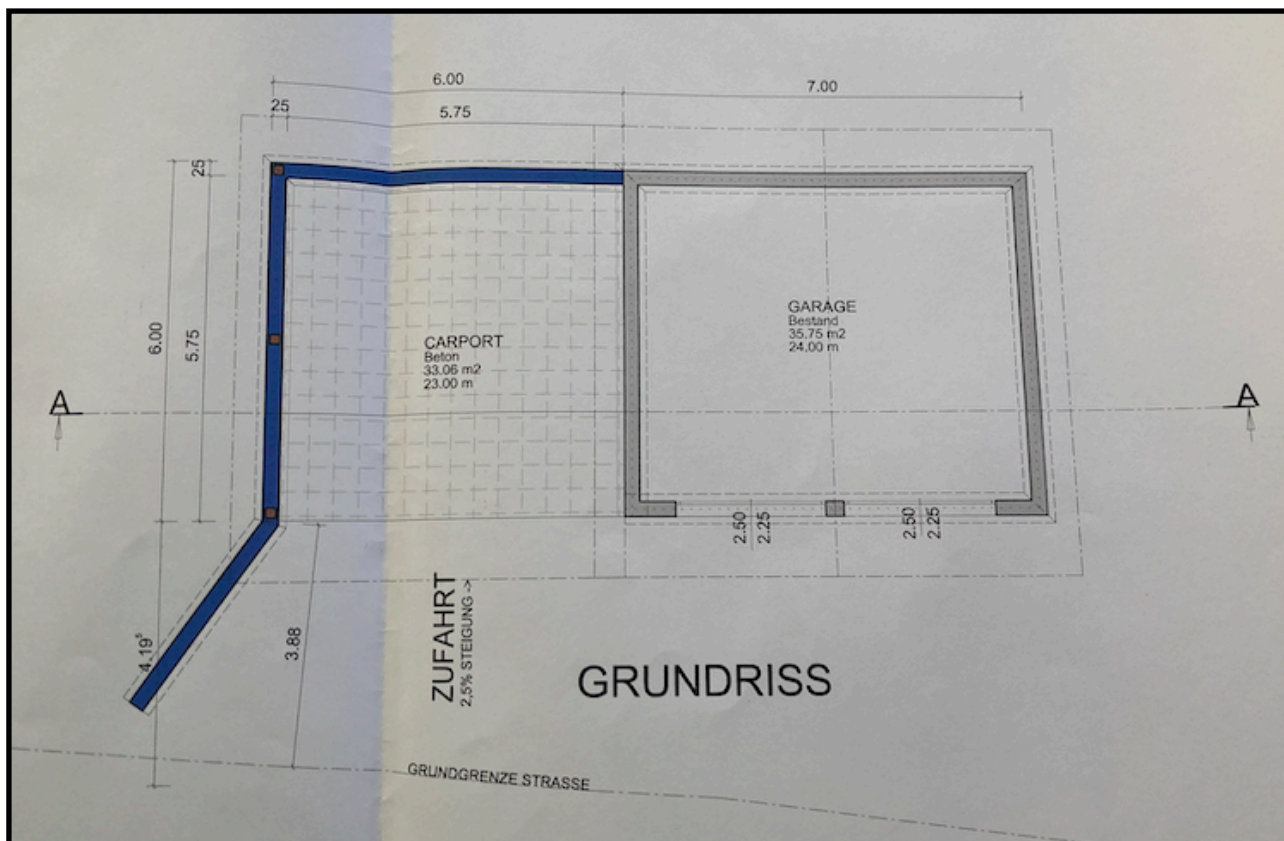 6.00
7.00
25
5.75
25
6.00
5.75
CARPORT
Beton
33.06 m2
23.00 m
GARAGE
Bestand
35.75 m2
24.00 m
A
A
2.50
2.25
2.50
2.25
4.19⁵
3.88
ZUFAHRT
2,5% STEIGUNG ->
GRUNDRISS
GRUNDGRENZE STRASSE